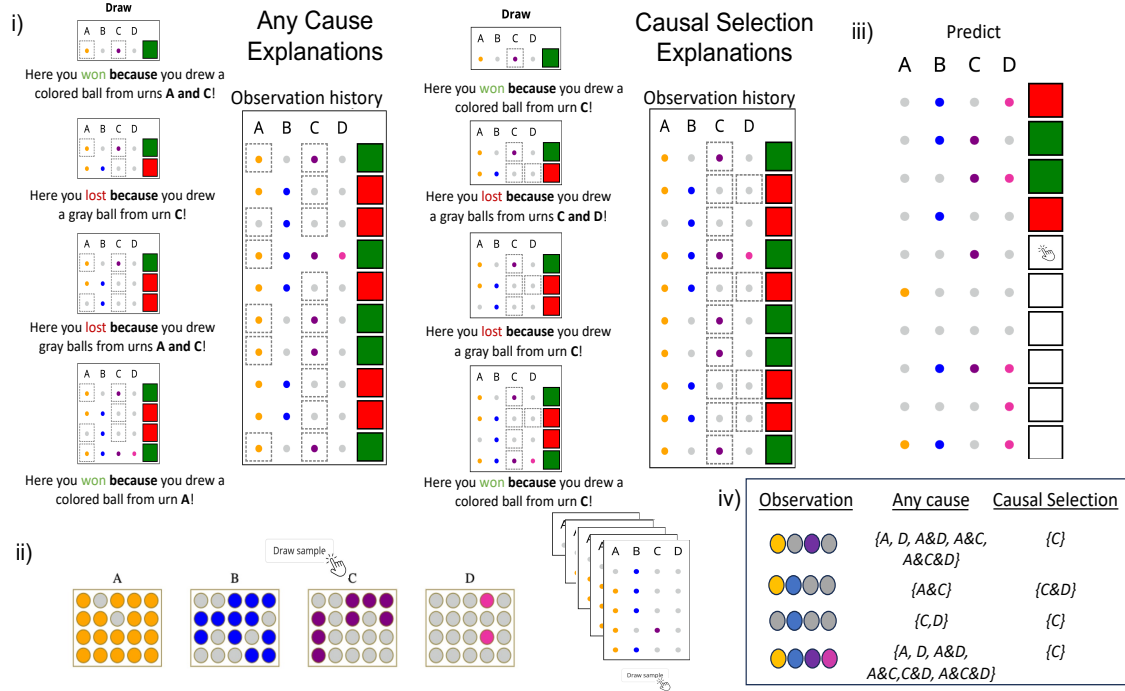 i)
Draw
A B C D
Here you won because you drew a
colored ball from urns A and C!
A B C D
Here you lost because you drew
a gray ball from urn C!
A B C D
Here you lost because you drew
gray balls from urns A and C!
A B C D
Here you won because you drew a
colored ball from urn A!
Any Cause
Explanations
Observation history
A B C D
Draw
A B C D
Here you won because you drew
a colored ball from urn C!
A B C D
Here you lost because you drew
a gray balls from urns C and D!
A B C D
Here you lost because you drew
a gray ball from urn C!
A B C D
Here you won because you drew
a colored ball from urn C!
Causal Selection
Explanations
Observation history
A B C D
iii)
Predict
A B C D
ii)
Draw sample
A B C D
A B C D
Draw sample
iv)
Observation Any cause Causal Selection
{A, D, A&D, A&C, {C}
A&C&D}
{A&C} {C&D}
{C,D} {C}
{A, D, A&D, {C}
A&C,C&D, A&C&D}